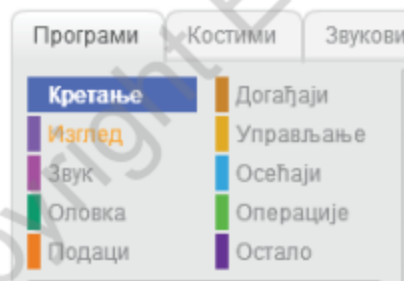 Програми Костими Звукови
Кретање Догађаји
Изглед Управљање
Звук Осећаји
Оловка Операције
Подаци Остало